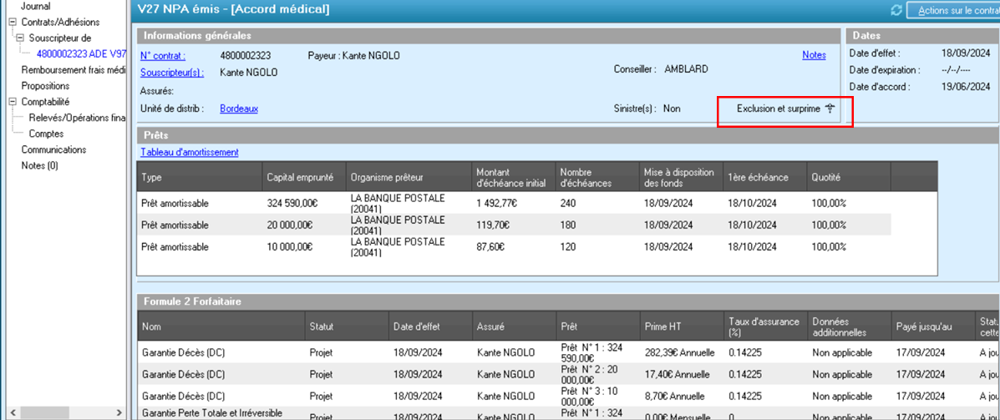 Journal
V27 NPA émis - [Accord médical]
Actions sur le contrat
Contrats/Adhésions
Souscripteur de
4800002323 ADE V97
Remboursement frais médi
Propositions
Comptabilité
Relevés/Opérations fina
Comptes
Communications
Notes (0)
Informations générales
N° contrat :
4800002323
Payeur : Kante NGOLO
Notes
Souscripteur(s) :
Kante NGOLO
Conseiller :
AMBLARD
Assurés:
Unité de distrib :
Bordeaux
Sinistre(s) :
Non
Exclusion et surprime
Dates
Date d'effet :
18/09/2024
Date d'expiration :
--/--/----
Date d'accord :
19/06/2024
Prêts
Tableau d'amortissement
Type
Capital emprunté
Organisme prêteur
Montant
d'échéance initial
Nombre
d'échéances
Mise à disposition
des fonds
1ère échéance
Quotité
Prêt amortissable
324 590,00€
LA BANQUE POSTALE
(20041)
1 492,77€
240
18/09/2024
18/10/2024
100,00%
Prêt amortissable
20 000,00€
LA BANQUE POSTALE
(20041)
119,70€
180
18/09/2024
18/10/2024
100,00%
Prêt amortissable
10 000,00€
LA BANQUE POSTALE
(20041)
87,60€
120
18/09/2024
18/10/2024
100,00%
Formule 2 Forfaitaire
Nom
Statut
Date d'effet
Assuré
Prêt
Prime HT
Taux d'assurance
(%)
Données
additionnelles
Payé jusqu'au
Statu
cette
Garantie Décès (DC)
Projet
18/09/2024
Kante NGOLO
Prêt N°1 : 324
590,00€
282,39€ Annuelle
0.14225
Non applicable
17/09/2024
A jou
Garantie Décès (DC)
Projet
18/09/2024
Kante NGOLO
Prêt N°2 : 20
000,00€
17,40€ Annuelle
0.14225
Non applicable
17/09/2024
A jou
Garantie Décès (DC)
Projet
18/09/2024
Kante NGOLO
Prêt N°3 : 10
000,00€
8,70€ Annuelle
0.14225
Non applicable
17/09/2024
A jou
Garantie Perte Totale et Irréversible
Projet
18/09/2024
Kante NGOLO
Prêt N°1 : 324
0,00€ Mensuelle
0
Non applicable
17/09/2024
A jou